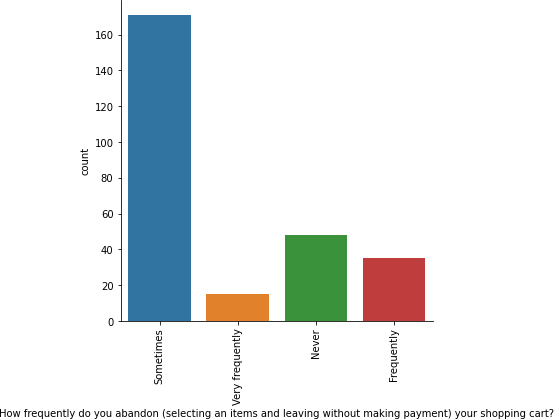 160
140
120
100
80
60
40
20
0
count
Sometimes
Very frequently
Never
Frequently
How frequently do you abandon (selecting an items and leaving without making payment) your shopping cart?